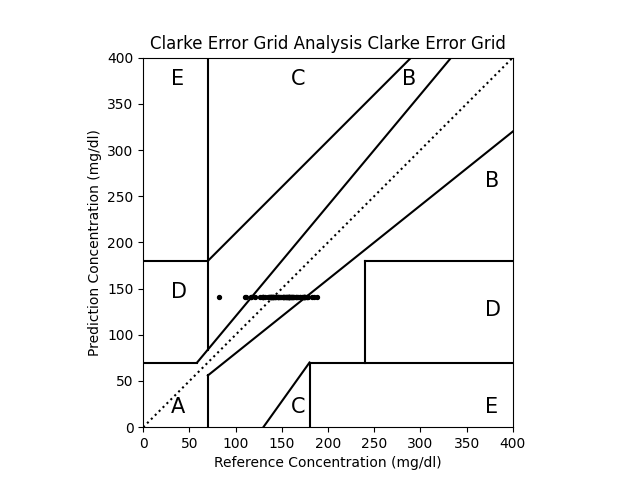 Clarke Error Grid Analysis Clarke Error Grid
400
350
300
250
200
150
100
50
0
Prediction Concentration (mg/dl)
E
C
B
B
D
D
A
C
E
0 50 100 150 200 250 300 350 400
Reference Concentration (mg/dl)